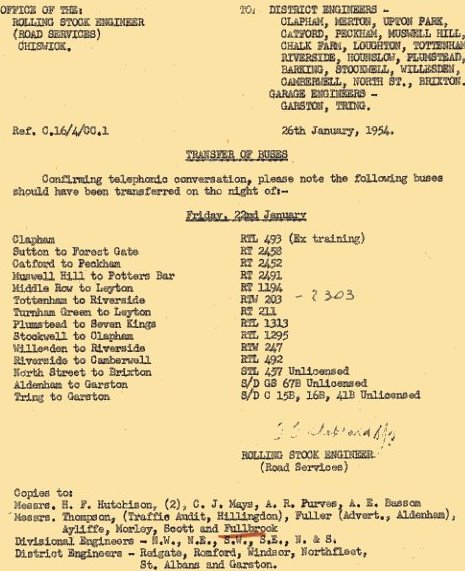 OFFICE OF THE:
ROLLING STOCK ENGINEER
(ROAD SERVICES)
CHISWICK.
TO: DISTRICT ENGINEERS -
CLAPHAM, MERTON, UPTON PARK,
CATFORD, PECKHAM, MUSWELL HILL,
CHALK FARM, LOUGHTON, TOTTENHAM
RIVERSIDE, HOUNSLOW, PLUMSTEAD,
BARKING, STOCKWELL, WILLESDEN,
CAMBERWELL, NORTH ST., BRIXTON.
GARAGE ENGINEERS -
GARSTON, TRING.
Ref. C.16/4/CC.1
26th January, 1954.
TRANSFER OF BUSES
Confirming telephonic conversation, please note the following buses
should have been transferred on the night of:-
Friday, 22nd January
Clapham RTL 493 (Ex training)
Sutton to Forest Gate RT 2458
Catford to Peckham RT 2452
Muswell Hill to Potters Bar RT 2491
Middle Row to Leyton RT 1194
Tottenham to Riverside RTW 203 - 2303
Turnham Green to Leyton RT 211
Plumstead to Seven Kings RTL 1313
Stockwell to Clapham RTL 1295
Willesden to Riverside RTW 247
Riverside to Camberwell RTL 492
North Street to Brixton STL 457 Unlicensed
Aldenham to Garston S/D GS 67B Unlicensed
Tring to Garston S/D C 15B, 16B, 41B Unlicensed
ROLLING STOCK ENGINEER
(Road Services)
Copies to:
Messrs. H. F. Hutchison, (2), C. J. Mays, A. R. Purves, A. E. Bassom
Messrs. Thompson, (Traffic Audit, Hillingdon), Fuller (Advert., Aldenham),
Ayliffe, Morley, Scott and Fullbrook
Divisional Engineers - N.W., N.E., S.W., S.E., N. & S.
District Engineers - Reigate, Romford, Windsor, Northfleet,
St. Albans and Garston.